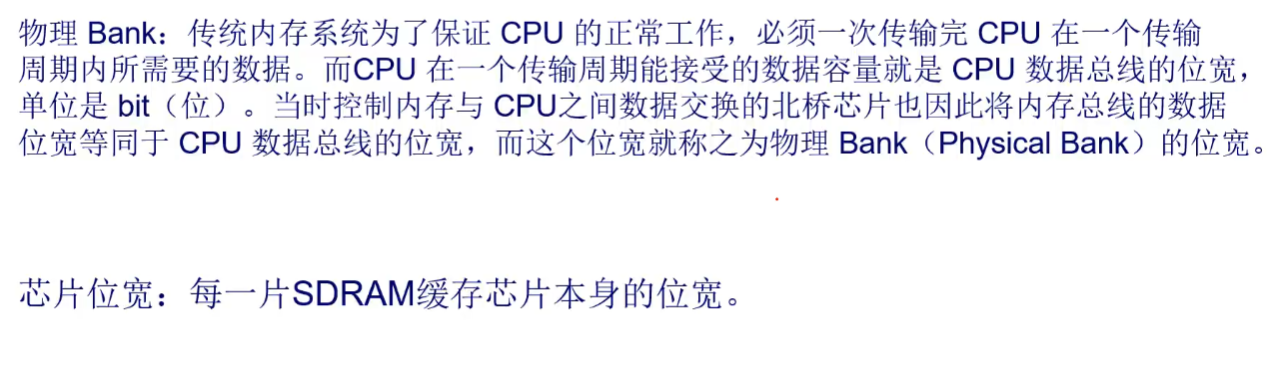 物理 Bank：传统内存系统为了保证 CPU 的正常工作，必须一次传输完 CPU 在一个传输
周期内所需要的数据。而CPU 在一个传输周期能接受的数据容量就是 CPU 数据总线的位宽，
单位是 bit（位）。当时控制内存与 CPU之间数据交换的北桥芯片也因此将内存总线的数据
位宽等同于 CPU 数据总线的位宽，而这个位宽就称之为物理 Bank（Physical Bank）的位宽。
芯片位宽：每一片SDRAM缓存芯片本身的位宽。